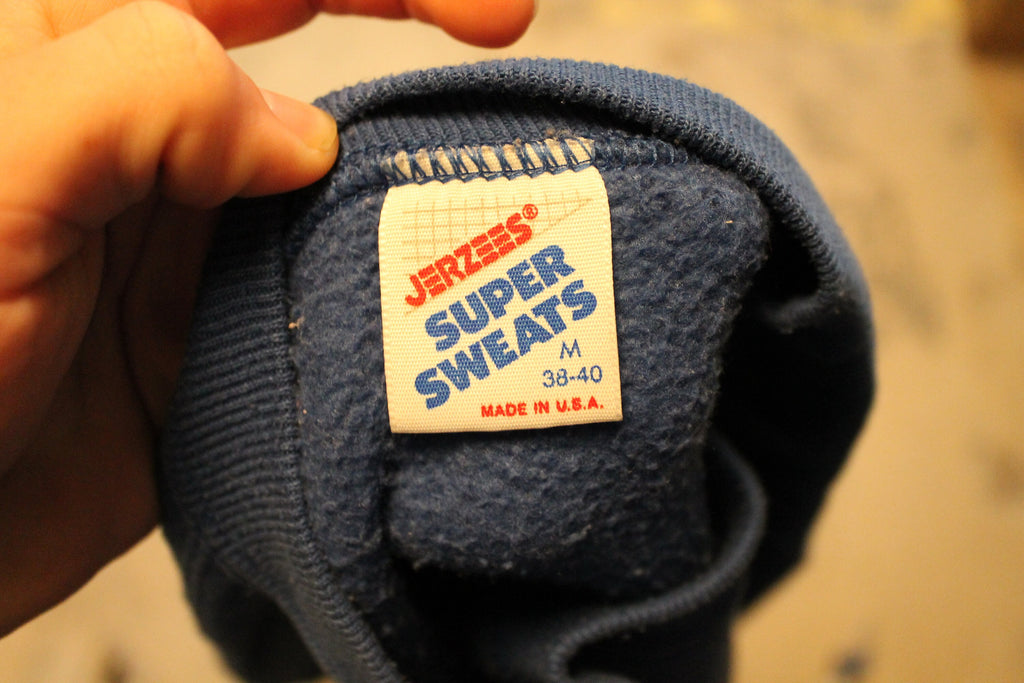 JERZEES®
SUPER
SWEATS
M
38-40
MADE IN U.S.A.